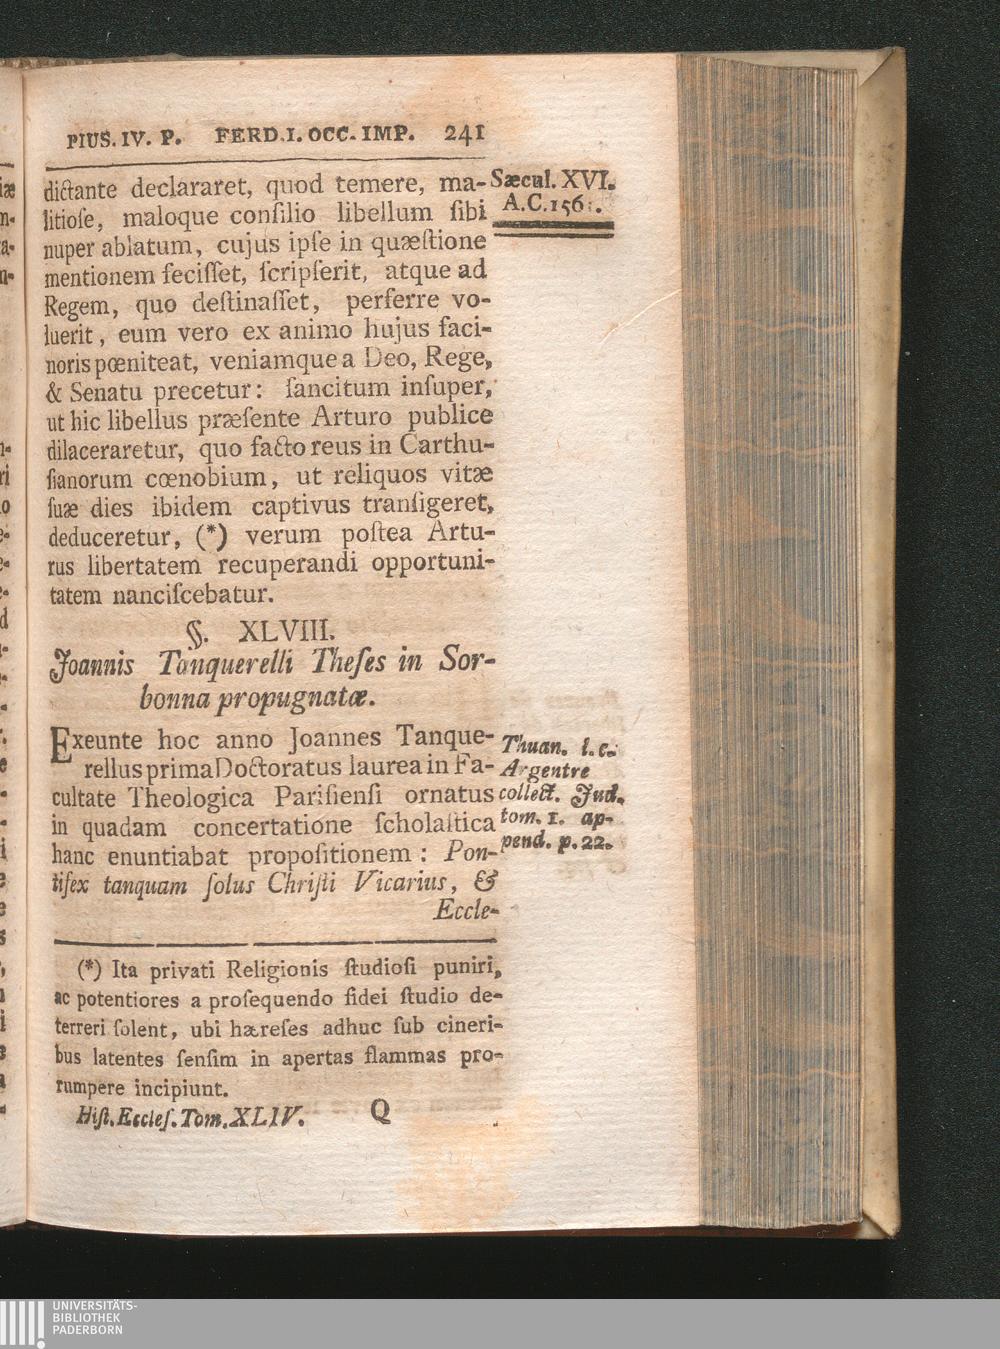 PIUS. IV. P. FERD. I. OCC. IMP. 241
dictante declararet, quod temere, ma-
litioſe, maloque conſilio libellum ſibi
nuper ablatum, cujus ipſe in quæſtione
mentionem feciſſet, ſcripſerit, atque ad
Regem, quo deſtinaſſet, perferre vo-
luerit, eum vero ex animo hujus faci-
noris pœniteat, veniamque a Deo, Rege,
& Senatu precetur: ſancitum inſuper,
ut hic libellus præſente Arturo publice
dilaceraretur, quo facto reus in Carthu-
ſianorum cœnobium, ut reliquos vitæ
ſuæ dies ibidem captivus tranſigeret,
deduceretur, (*) verum poſtea Artu-
rus libertatem recuperandi opportuni-
tatem nanciſcebatur.
Sæcul. XVI.
A.C. 156
§. XLVIII.
Joannis Tanquerelli Theſes in Sor-
bonna propugnatæ.
Exeunte hoc anno Joannes Tanque-
rellus prima Doctoratus laurea in Fa-
cultate Theologica Pariſienſi ornatus
in quadam concertatione ſcholaſtica
hanc enuntiabat propoſitionem: Pon-
tifex tanquam ſolus Chriſti Vicarius, &
Eccle-
Thuan. l. c.
Argentre
collect. Jud.
tom. 1. ap-
pend. p. 22.
(*) Ita privati Religionis ſtudioſi puniri,
ac potentiores a proſequendo fidei ſtudio de-
terreri ſolent, ubi hæreſes adhuc ſub cineri-
bus latentes ſenſim in apertas flammas pro-
rumpere incipiunt.
Hiſt. Eccleſ. Tom. XLIV. Q
UNIVERSITÄTS-
BIBLIOTHEK
PADERBORN